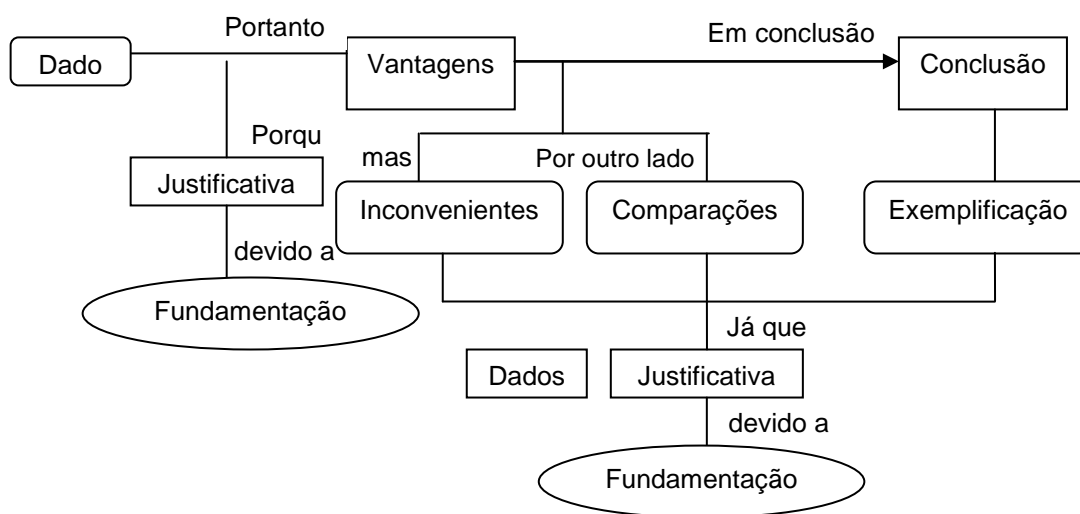 Portanto
Em conclusão
Dado
Vantagens
Conclusão
Porqu
mas
Por outro lado
Justificativa
Inconvenientes
Comparações
Exemplificação
devido a
Fundamentação
Já que
Dados
Justificativa
devido a
Fundamentação